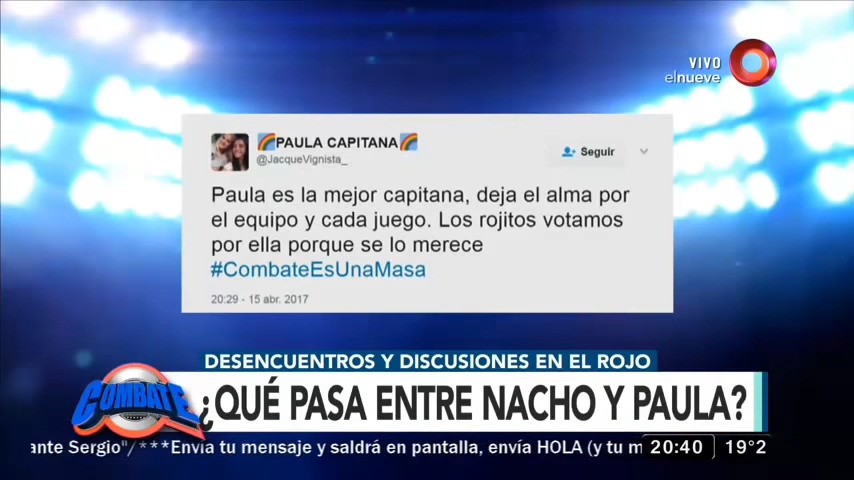 VIVO
elnueve
PAULA CAPITANA
@JacqueVignista_
Seguir
Paula es la mejor capitana, deja el alma por
el equipo y cada juego. Los rojitos votamos
por ella porque se lo merece
#CombateEsUnaMasa
20:29 - 15 abr. 2017
DESENCUENTROS Y DISCUSIONES EN EL ROJO
COMBATE
¿QUÉ PASA ENTRE NACHO Y PAULA?
ante Sergio"/***Envía tu mensaje y saldrá en pantalla, envía HOLA (y tu m
20:40 19°2